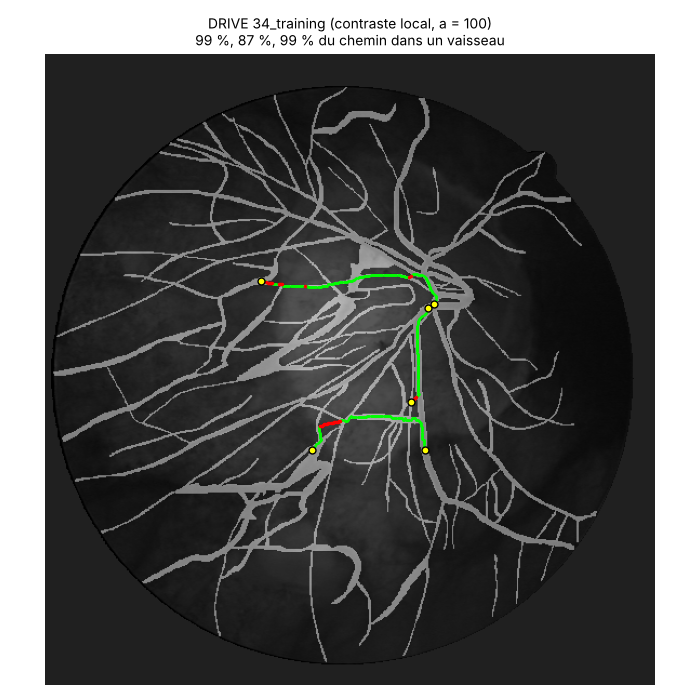 DRIVE 34_training (contraste local, a = 100)
99 %, 87 %, 99 % du chemin dans un vaisseau